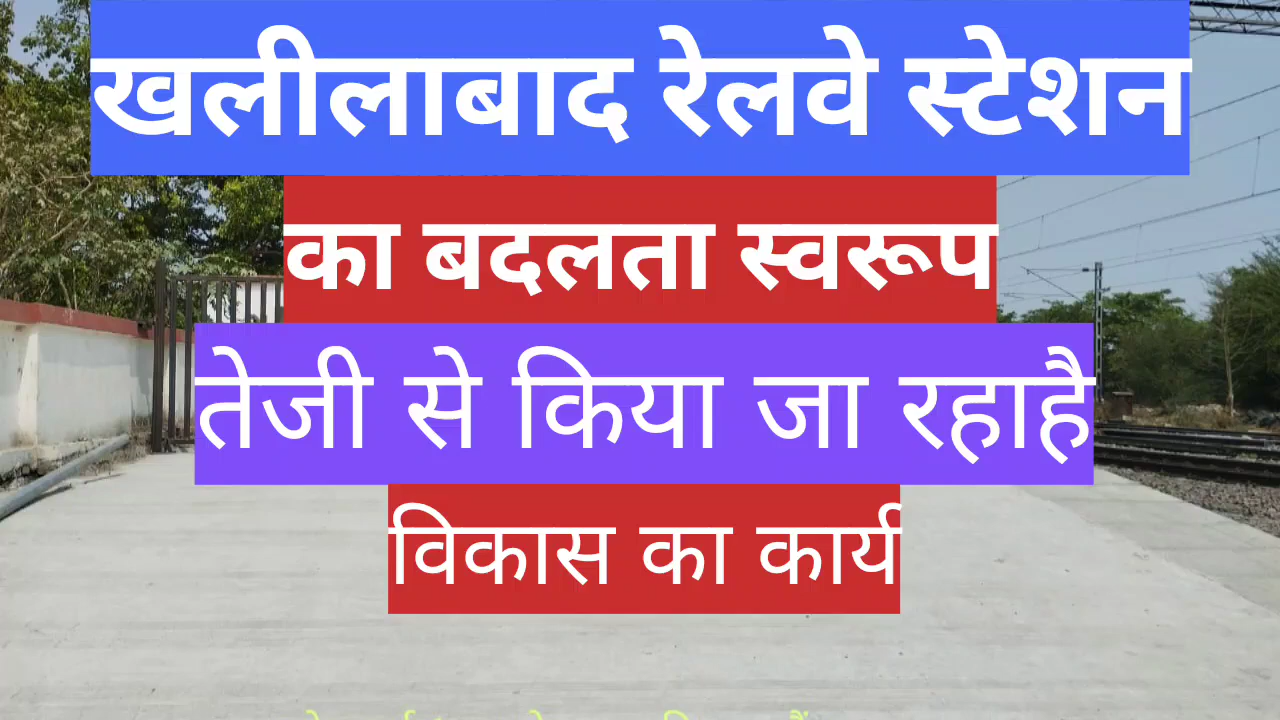 खलीलाबाद रेलवे स्टेशन
का बदलता स्वरूप
तेजी से किया जा रहाहै
विकास का कार्य